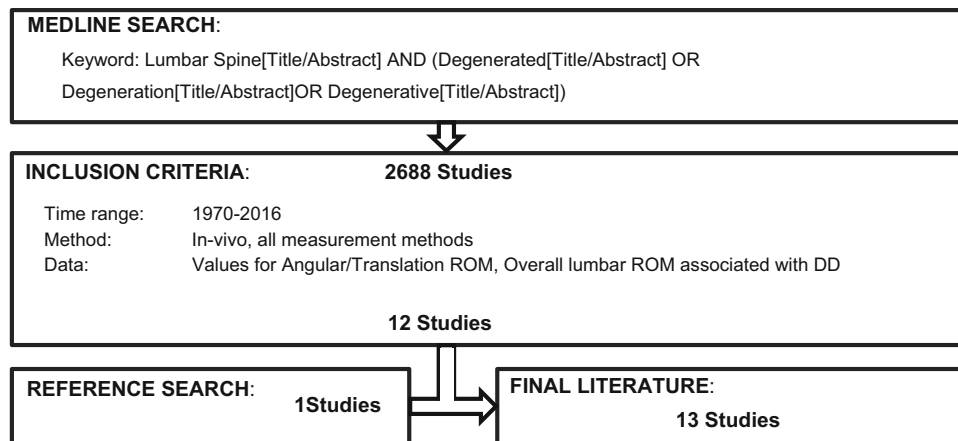 MEDLINE SEARCH:
Keyword: Lumbar Spine[Title/Abstract] AND (Degenerated[Title/Abstract] OR
Degeneration[Title/Abstract]OR Degenerative[Title/Abstract])
INCLUSION CRITERIA: 2688 Studies
Time range: 1970-2016
Method: In-vivo, all measurement methods
Data: Values for Angular/Translation ROM, Overall lumbar ROM associated with DD
12 Studies
REFERENCE SEARCH:
1Studies
FINAL LITERATURE:
13 Studies